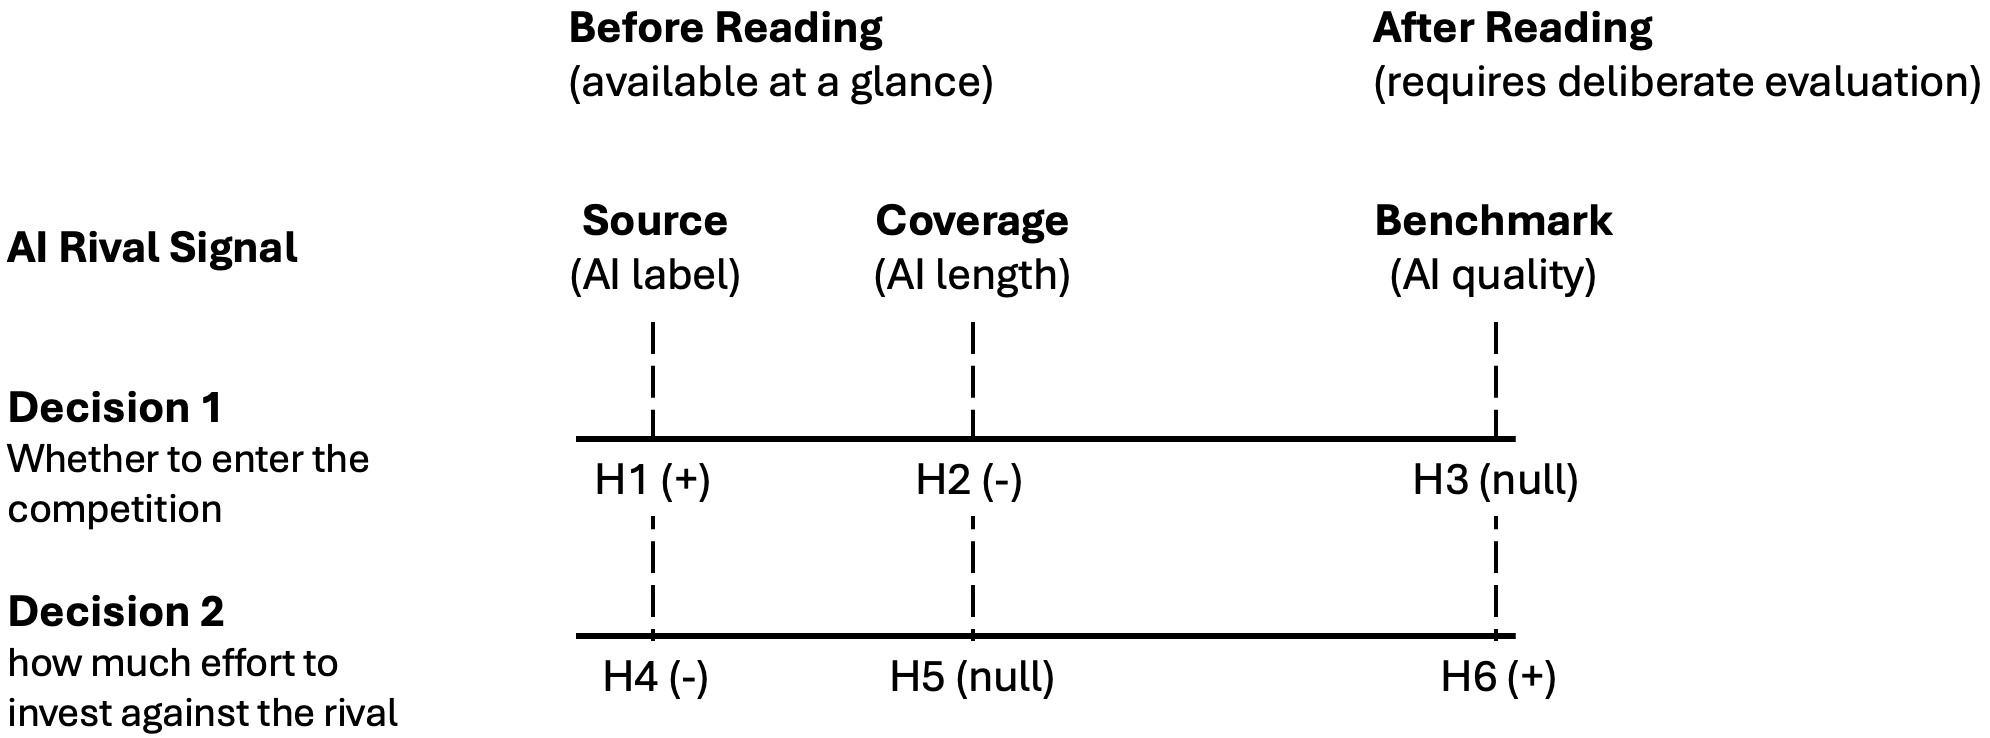 Before Reading
(available at a glance)
After Reading
(requires deliberate evaluation)
AI Rival Signal
Source
(AI label)
Coverage
(AI length)
Benchmark
(AI quality)
Decision 1
Whether to enter the
competition
H1 (+)
H2 (-)
H3 (null)
Decision 2
how much effort to
invest against the rival
H4 (-)
H5 (null)
H6 (+)